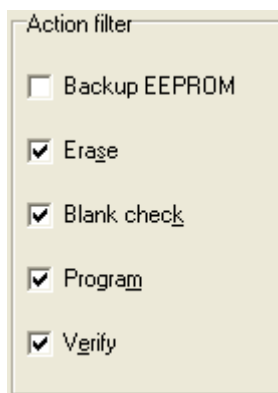 Action filter
Backup EEPROM
Erase
Blank check
Program
Verify